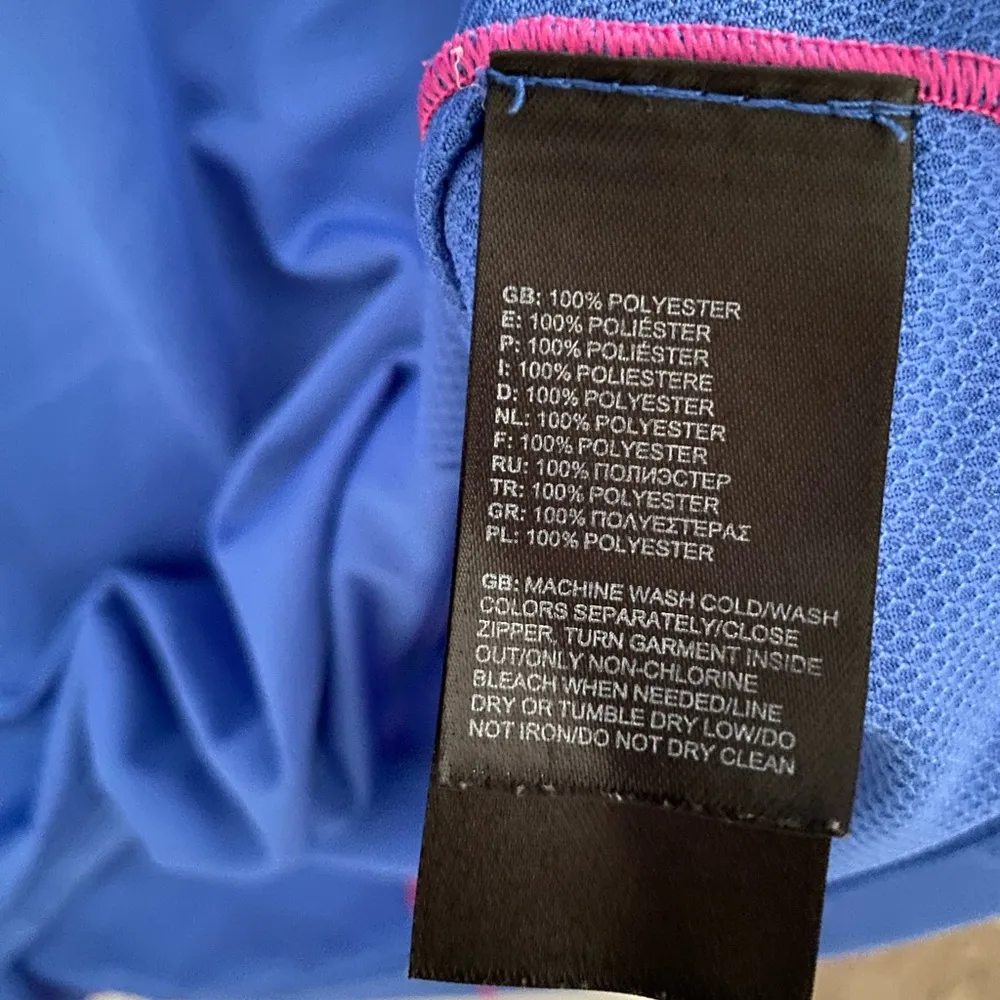 GB: 100% POLYESTER
E: 100% POLIÉSTER
P: 100% POLIÉSTER
I: 100% POLIESTERE
D: 100% POLYESTER
NL: 100% POLYESTER
F: 100% POLYESTER
RU: 100% ПОЛИЭСТЕР
TR: 100% POLYESTER
GR: 100% ΠΟΛΥΕΣΤΕΡΑΣ
PL: 100% POLYESTER
GB: MACHINE WASH COLD/WASH
COLORS SEPARATELY/CLOSE
ZIPPER, TURN GARMENT INSIDE
OUT/ONLY NON-CHLORINE
BLEACH WHEN NEEDED/LINE
DRY OR TUMBLE DRY LOW/DO
NOT IRON/DO NOT DRY CLEAN